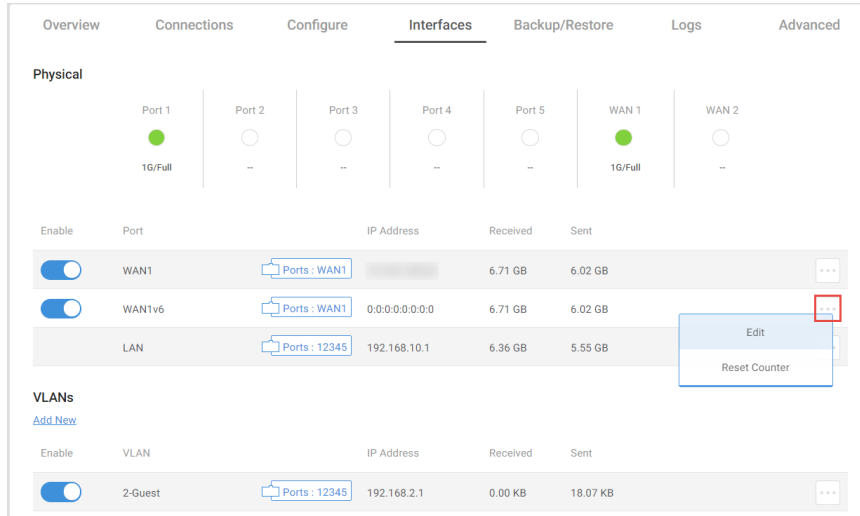 Overview Connections Configure Interfaces Backup/Restore Logs Advanced
Physical
Port 1 Port 2 Port 3 Port 4 Port 5 WAN 1 WAN 2
1G/Full -- -- -- -- 1G/Full --
Enable Port IP Address Received Sent
WAN1 Ports : WAN1 6.71 GB 6.02 GB
WAN1v6 Ports : WAN1 0:0:0:0:0:0:0:0 6.71 GB 6.02 GB
Edit
LAN Ports : 12345 192.168.10.1 6.36 GB 5.55 GB
Reset Counter
VLANs
Add New
Enable VLAN IP Address Received Sent
2-Guest Ports : 12345 192.168.2.1 0.00 KB 18.07 KB